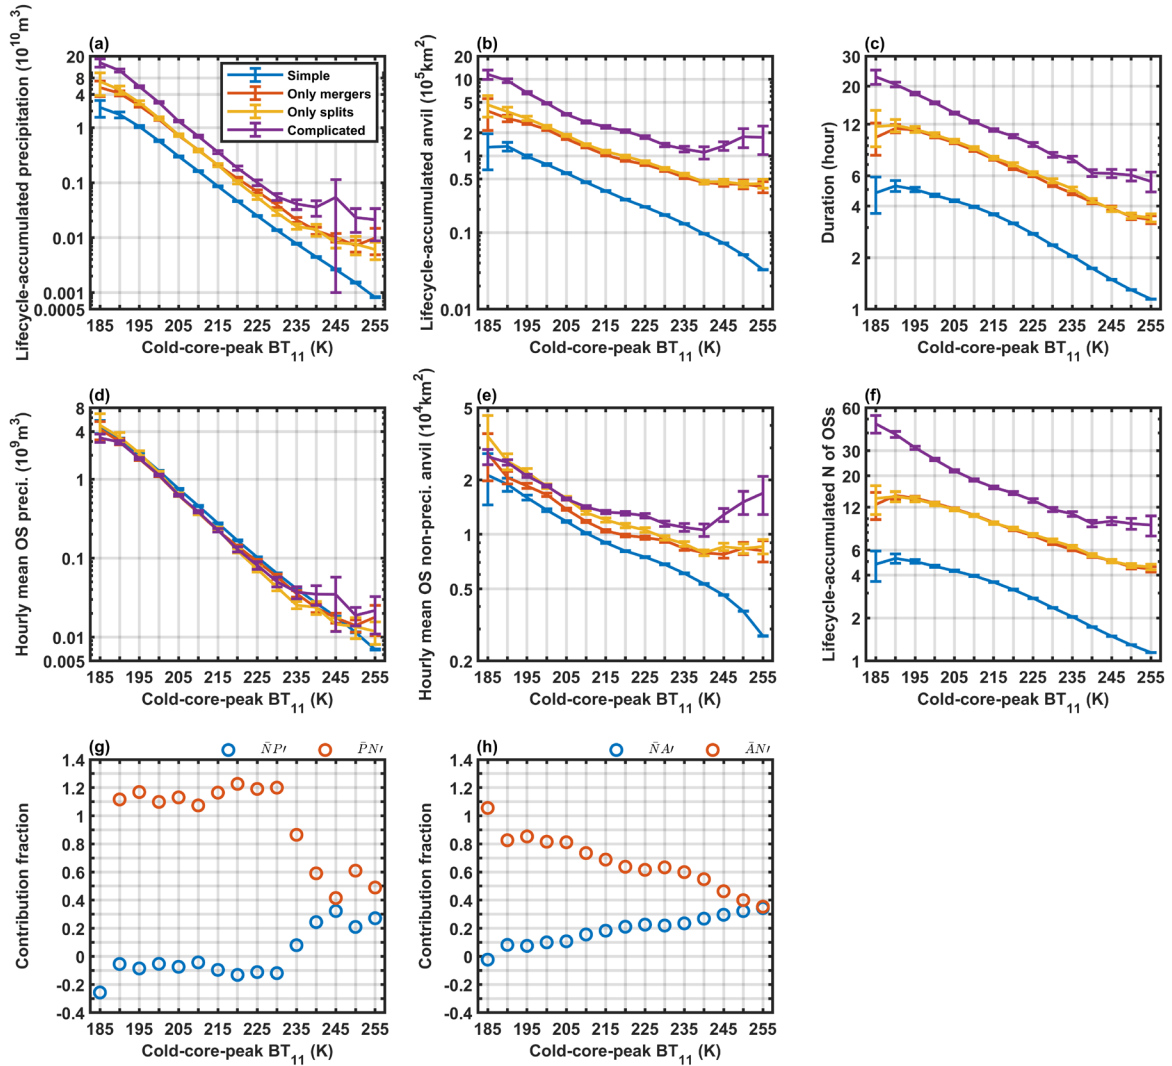 (a)
Lifecycle-accumulated precipitation (10^10 m^3)
20
8
4
1
0.1
0.01
0.001
0.0005
Simple
Only mergers
Only splits
Complicated
185 195 205 215 225 235 245 255
Cold-core-peak BT_11 (K)
(b)
Lifecycle-accumulated anvil (10^5 km^2)
20
10
5
2
1
0.5
0.1
0.01
185 195 205 215 225 235 245 255
Cold-core-peak BT_11 (K)
(c)
Duration (hour)
30
12
6
4
2
1
185 195 205 215 225 235 245 255
Cold-core-peak BT_11 (K)
(d)
Hourly mean OS preci. (10^9 m^3)
8
4
1
0.1
0.01
0.005
185 195 205 215 225 235 245 255
Cold-core-peak BT_11 (K)
(e)
Hourly mean OS non-preci. anvil (10^4 km^2)
5
2
1
0.5
0.2
185 195 205 215 225 235 245 255
Cold-core-peak BT_11 (K)
(f)
Lifecycle-accumulated N of OSs
60
30
20
12
6
4
2
1
185 195 205 215 225 235 245 255
Cold-core-peak BT_11 (K)
(g)
N̄P′ P̄N′
Contribution fraction
1.4
1.2
1
0.8
0.6
0.4
0.2
0
-0.2
-0.4
185 195 205 215 225 235 245 255
Cold-core-peak BT_11 (K)
(h)
N̄A′ ĀN′
Contribution fraction
1.4
1.2
1
0.8
0.6
0.4
0.2
0
-0.2
-0.4
185 195 205 215 225 235 245 255
Cold-core-peak BT_11 (K)